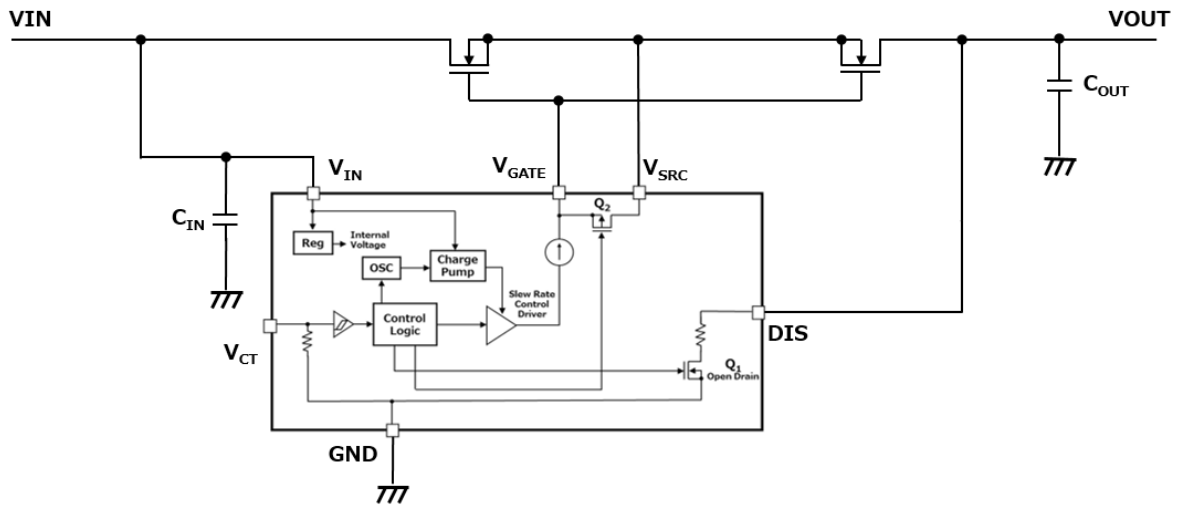 VIN
VOUT
COUT
VIN
VGATE
VSRC
CIN
Q2
Reg
Internal
Voltage
OSC
Charge
Pump
Slew Rate
Control
Driver
Control
Logic
VCT
DIS
Q1
Open Drain
GND